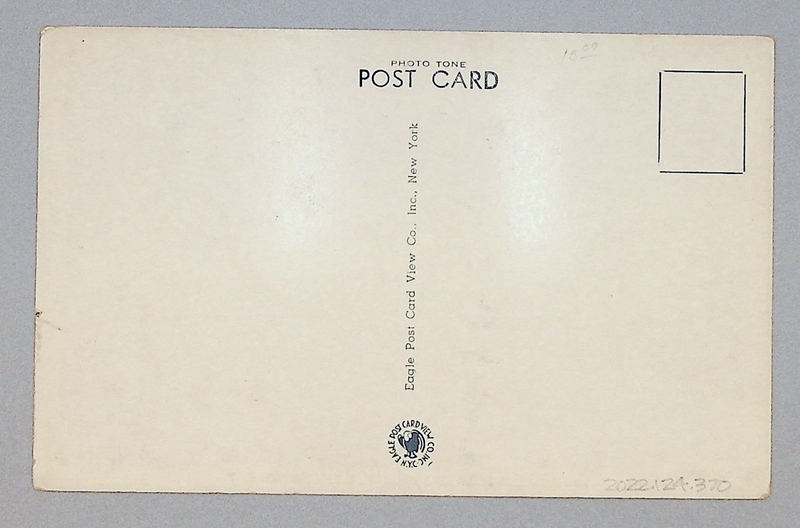 PHOTO TONE
POST CARD
15.00
Eagle Post Card View Co., Inc., New York
EAGLE POST CARD VIEW CO. INC. N.Y.C.
2022.124.370